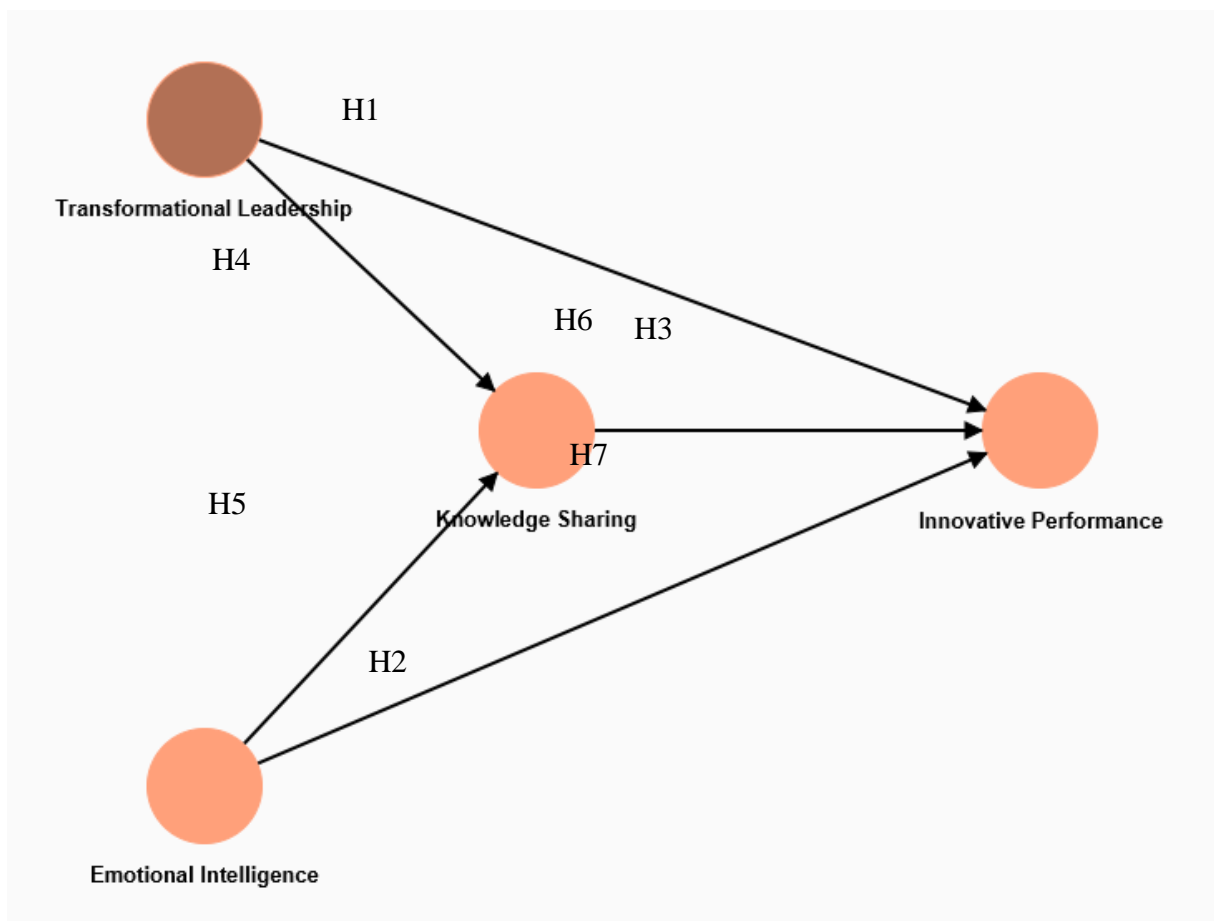 H1
Transformational Leadership
H4
H6
H3
H7
H5
Knowledge Sharing
Innovative Performance
H2
Emotional Intelligence